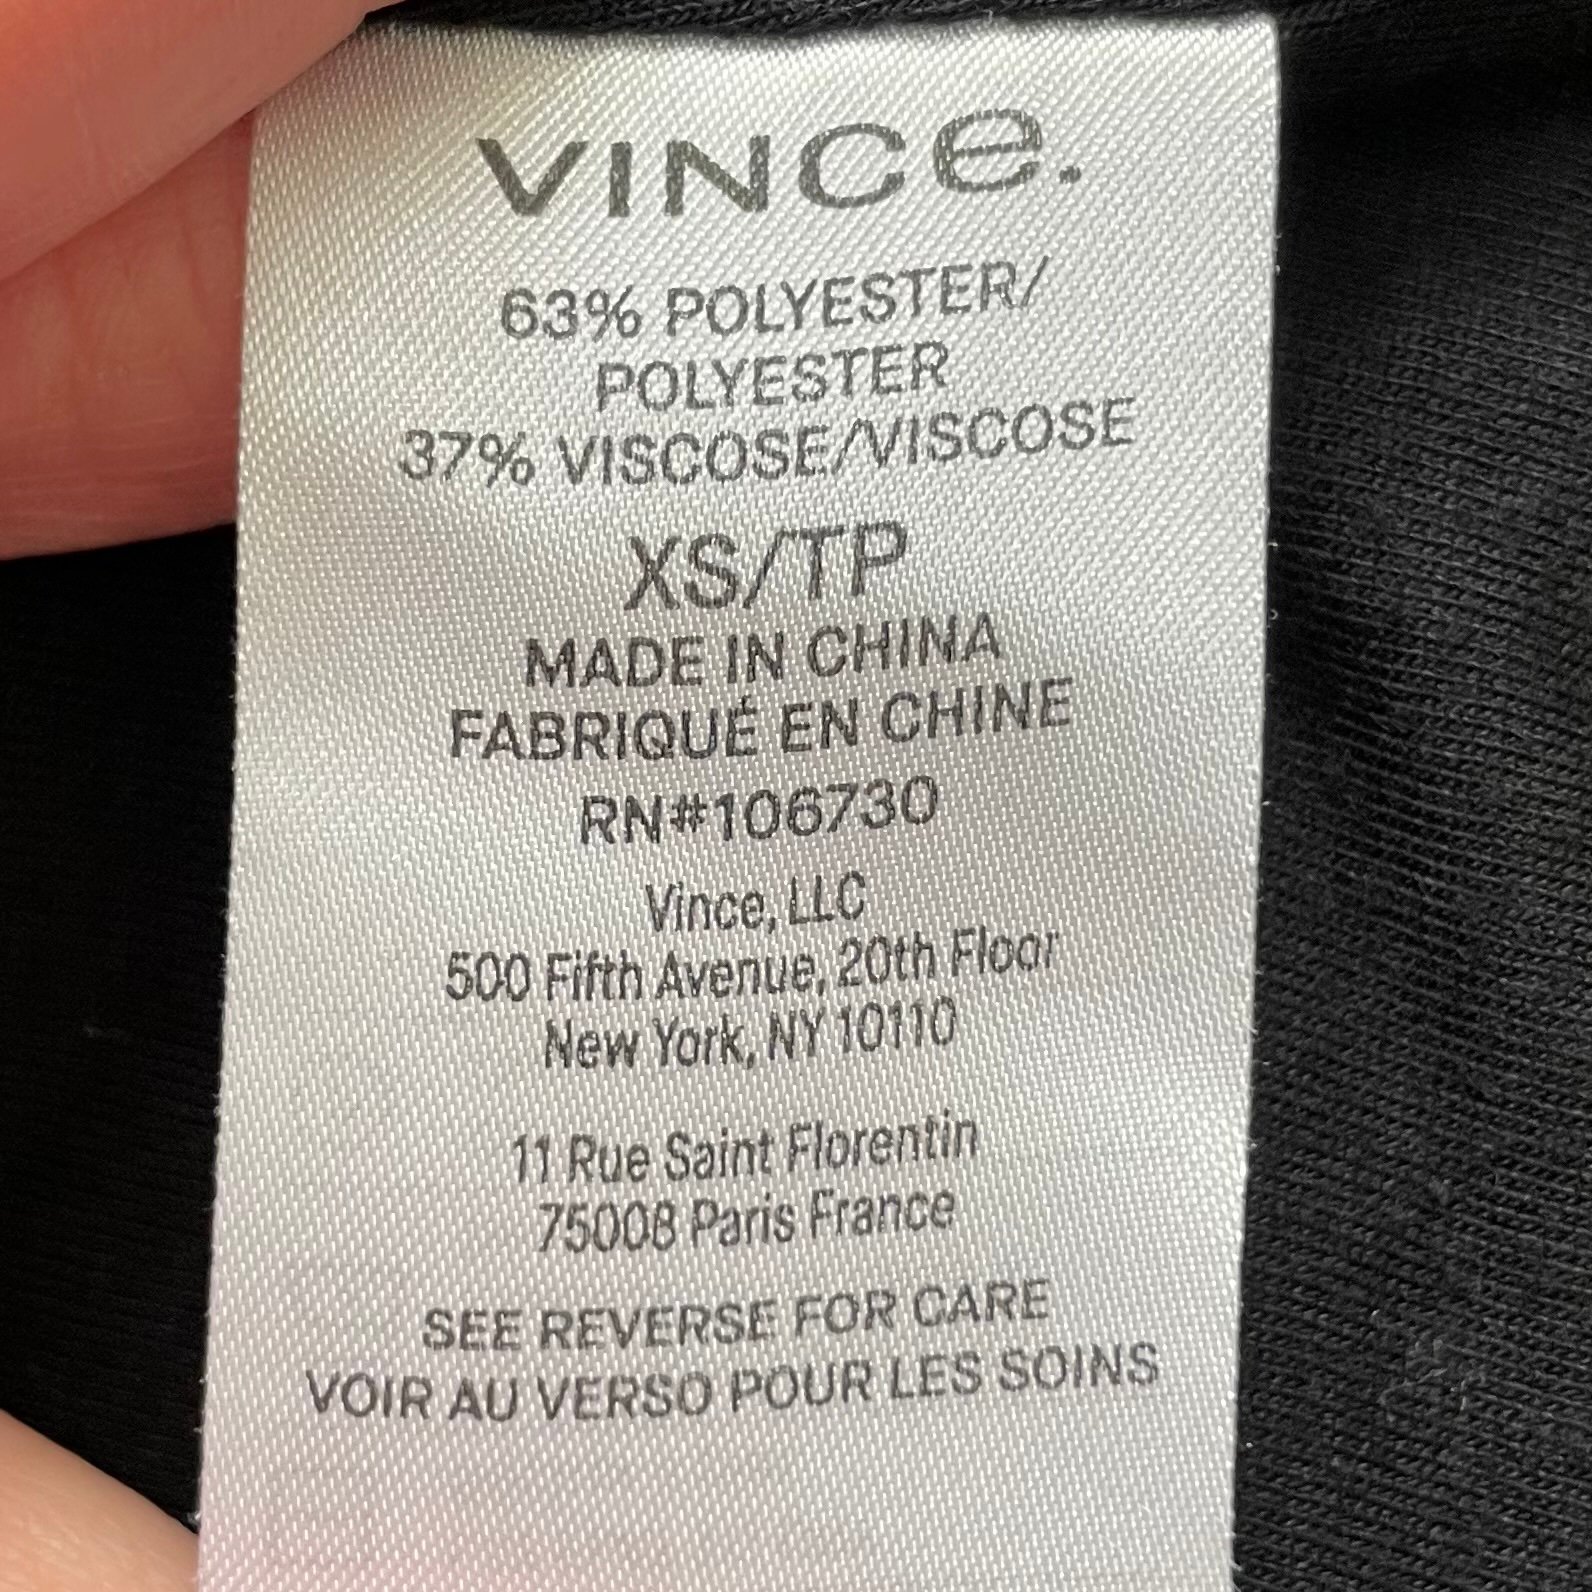 VINCe.
63% POLYESTER/
POLYESTER
37% VISCOSE/VISCOSE
XS/TP
MADE IN CHINA
FABRIQUÉ EN CHINE
RN#106730
Vince, LLC
500 Fifth Avenue, 20th Floor
New York, NY 10110
11 Rue Saint Florentin
75008 Paris France
SEE REVERSE FOR CARE
VOIR AU VERSO POUR LES SOINS